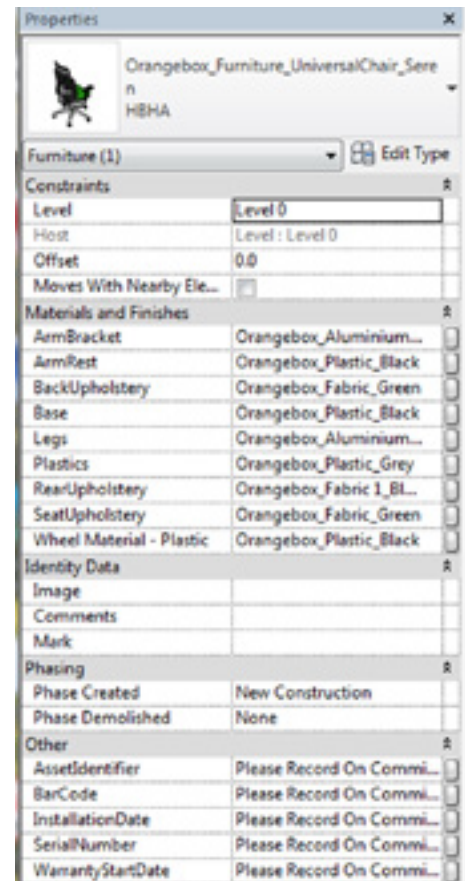 Properties
Orangebox_Furniture_UniversalChair_Sere
n
HBHA
Furniture (1) Edit Type
Constraints
Level Level 0
Host Level : Level 0
Offset 0.0
Moves With Nearby Ele...
Materials and Finishes
ArmBracket Orangebox_Aluminium...
ArmRest Orangebox_Plastic_Black
BackUpholstery Orangebox_Fabric_Green
Base Orangebox_Plastic_Black
Legs Orangebox_Aluminium...
Plastics Orangebox_Plastic_Grey
RearUpholstery Orangebox_Fabric 1_Bl...
SeatUpholstery Orangebox_Fabric_Green
Wheel Material - Plastic Orangebox_Plastic_Black
Identity Data
Image
Comments
Mark
Phasing
Phase Created New Construction
Phase Demolished None
Other
AssetIdentifier Please Record On Commi...
BarCode Please Record On Commi...
InstallationDate Please Record On Commi...
SerialNumber Please Record On Commi...
WarrantyStartDate Please Record On Commi...